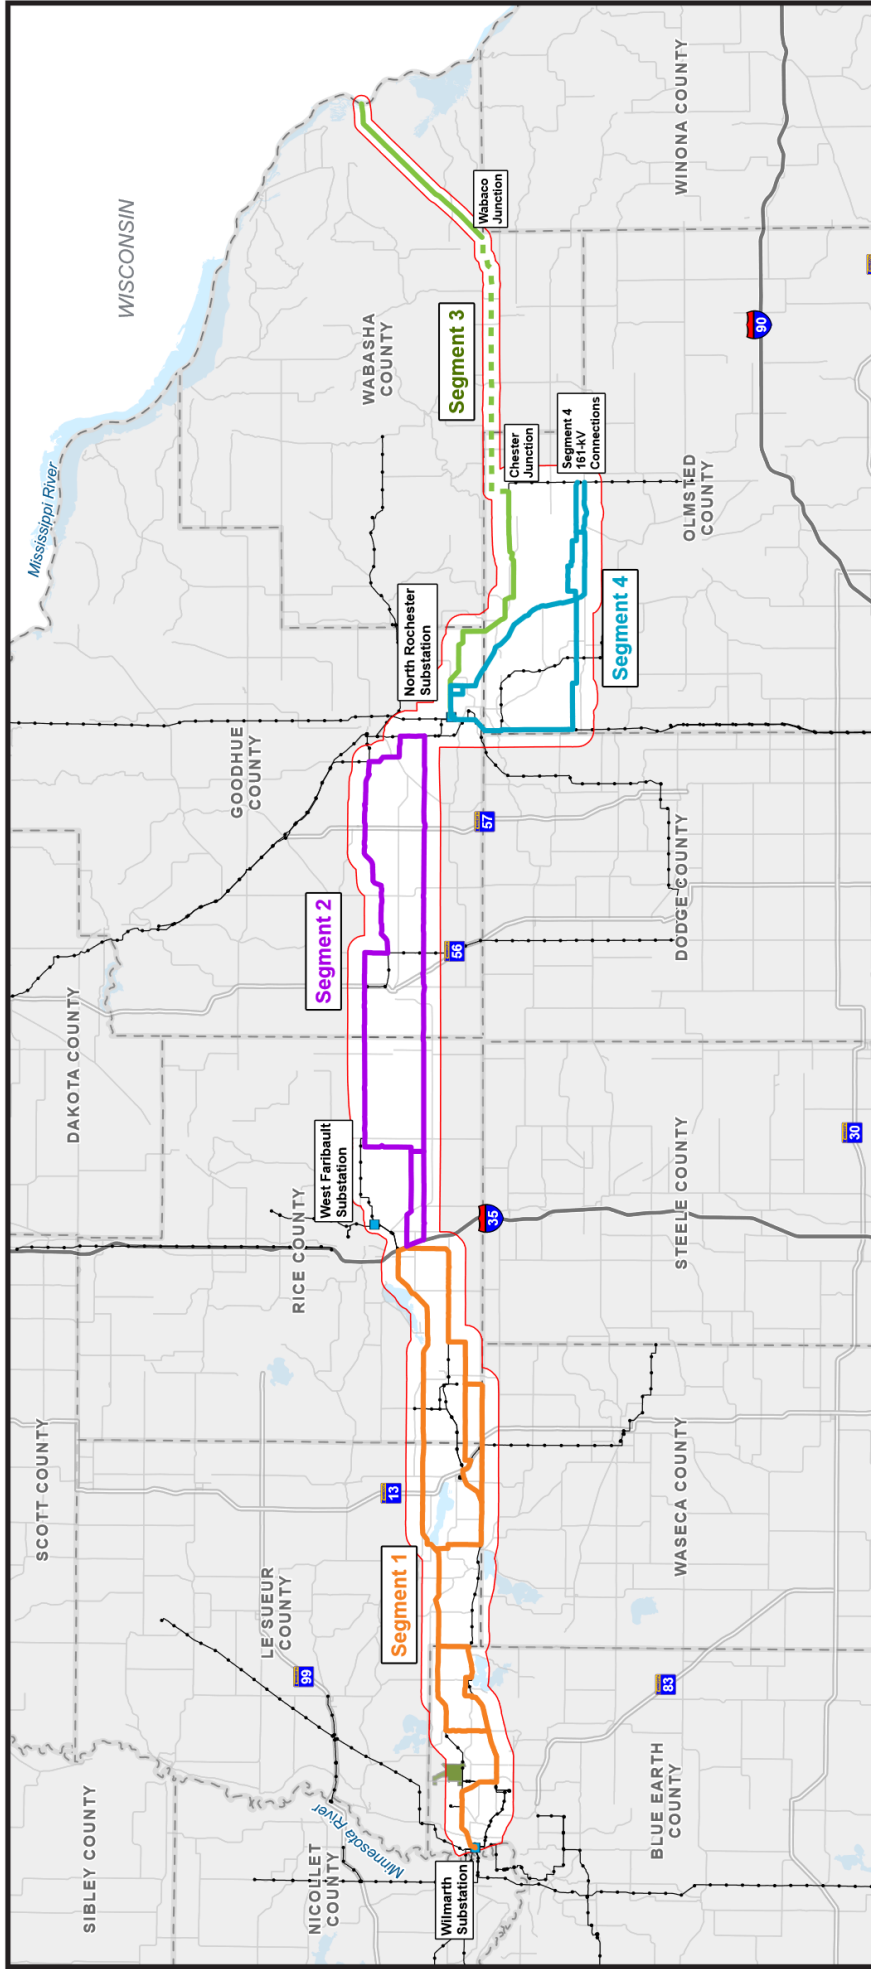 SIBLEY COUNTY
NICOLLET
COUNTY
Minnesota River
Wilmarth
Substation
BLUE EARTH
COUNTY
83
99
LE SUEUR
COUNTY
Segment 1
SCOTT COUNTY
13
WASECA COUNTY
RICE COUNTY
West Faribault
Substation
35
STEELE COUNTY
30
DAKOTA COUNTY
Segment 2
56
DODGE COUNTY
57
GOODHUE
COUNTY
North Rochester
Substation
Segment 4
Mississippi River
Segment 4
161-kV
Connections
Chester
Junction
OLMSTED
COUNTY
WABASHA
COUNTY
Segment 3
90
WISCONSIN
Wabaco
Junction
WINONA COUNTY